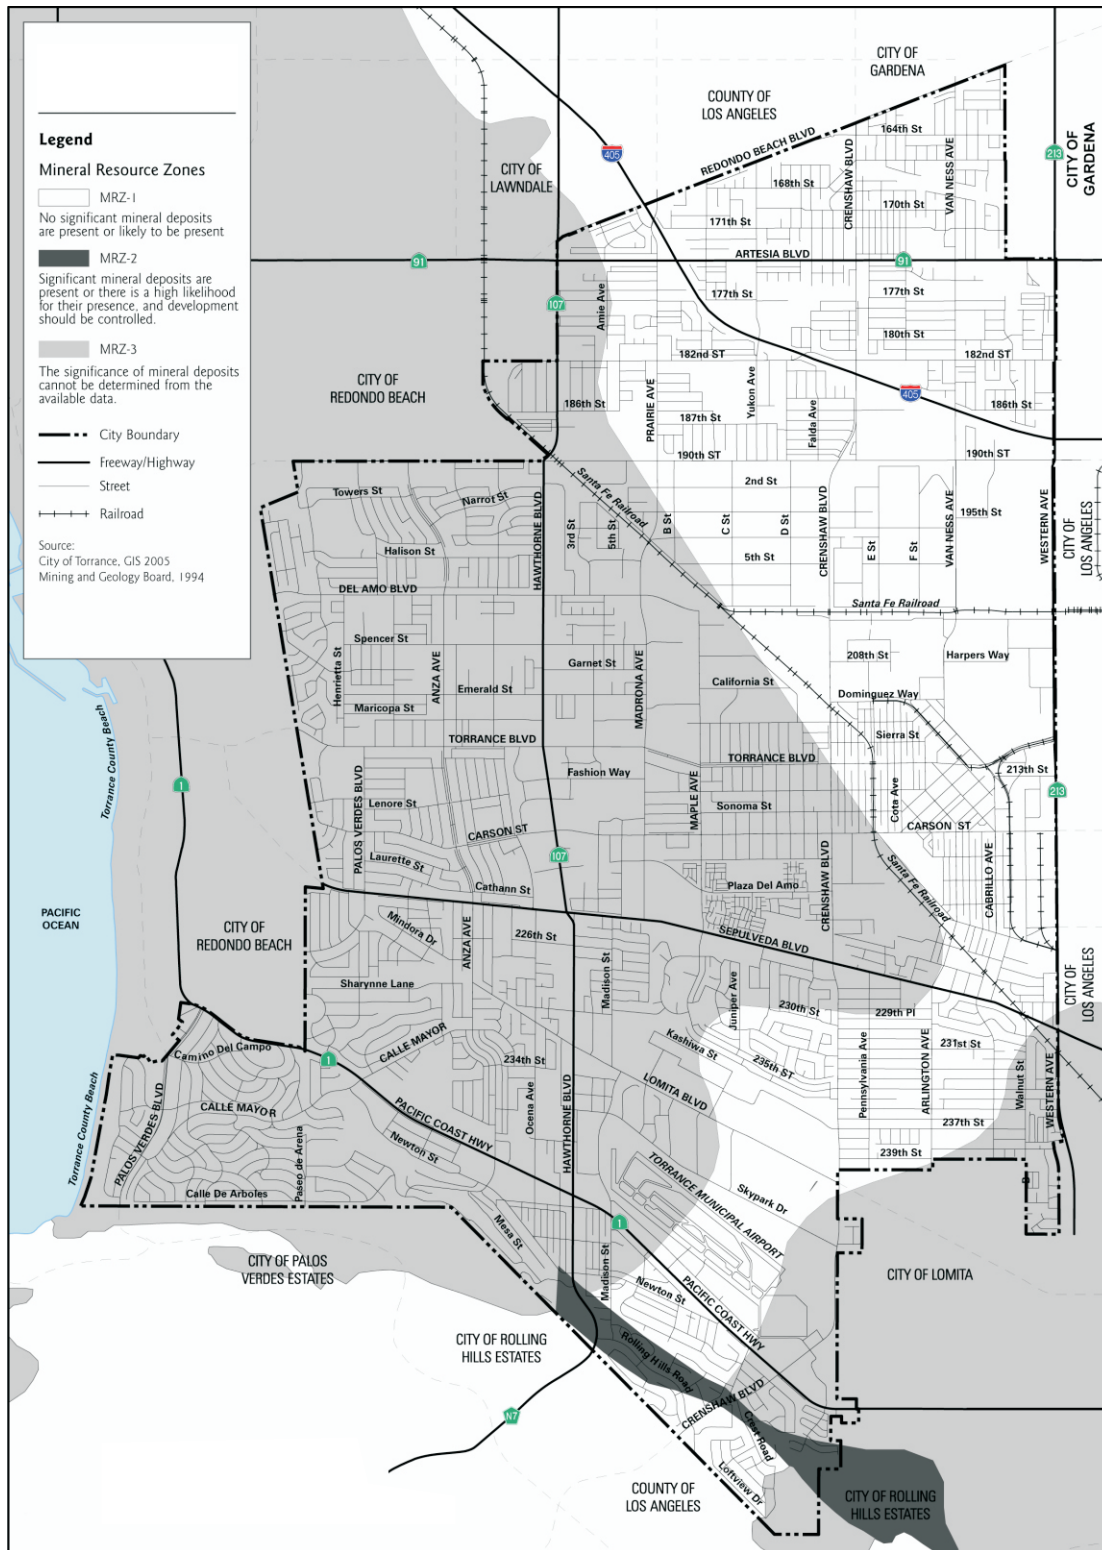 Legend
Mineral Resource Zones
MRZ-1
No significant mineral deposits
are present or likely to be present
MRZ-2
Significant mineral deposits are
present or there is a high likelihood
for their presence, and development
should be controlled.
MRZ-3
The significance of mineral deposits
cannot be determined from the
available data.
City Boundary
Freeway/Highway
Street
Railroad
Source:
City of Torrance, GIS 2005
Mining and Geology Board, 1994
CITY OF
GARDENA
COUNTY OF
LOS ANGELES
REDONDO BEACH BLVD
164th St
CITY OF
GARDENA
213
405
CITY OF
LAWNDALE
168th St
CRENSHAW BLVD
VAN NESS AVE
170th St
171th St
ARTESIA BLVD
91
91
107
Amie Ave
177th St
177th St
180th St
182nd ST
182nd ST
CITY OF
REDONDO BEACH
PRAIRIE AVE
Yukon Ave
Falda Ave
405
186th St
186th St
187th St
190th ST
190th ST
Towers St
Narrot St
HAWTHORNE BLVD
Santa Fe Railroad
2nd St
3rd St
5th St
B St
C St
D St
CRENSHAW BLVD
E St
F St
VAN NESS AVE
195th St
WESTERN AVE
CITY OF
LOS ANGELES
Halison St
5th St
DEL AMO BLVD
Santa Fe Railroad
Spencer St
Henrietta St
ANZA AVE
Garnet St
MADRONA AVE
208th St
Harpers Way
Emerald St
California St
Dominguez Way
Maricopa St
Torrance County Beach
TORRANCE BLVD
TORRANCE BLVD
Sierra St
1
Fashion Way
213th St
213
PALOS VERDES BLVD
Lenore St
MAPLE AVE
Sonoma St
Cota Ave
CARSON ST
CARSON ST
107
Laurette St
CRENSHAW BLVD
Santa Fe Railroad
CABRILLO AVE
Cathann St
Plaza Del Amo
PACIFIC
OCEAN
CITY OF
REDONDO BEACH
Mindora Dr
ANZA AVE
226th St
SEPULVEDA BLVD
Madison St
Sharynne Lane
Juniper Ave
230th St
229th Pl
CITY OF
LOS ANGELES
Camino Del Campo
CALLE MAYOR
1
234th St
Kashiwa St
235th ST
231st St
Pennsylvania Ave
ARLINGTON AVE
Walnut St
WESTERN AVE
LOMITA BLVD
Ocena Ave
HAWTHORNE BLVD
Torrance County Beach
PALOS VERDES BLVD
CALLE MAYOR
PACIFIC COAST HWY
237th St
Newton St
239th St
Paseo de Arena
Calle De Arboles
TORRANCE MUNICIPAL AIRPORT
Skypark Dr
Mesa St
1
CITY OF PALOS
VERDES ESTATES
Madison St
Newton St
PACIFIC COAST HWY
CITY OF LOMITA
CITY OF ROLLING
HILLS ESTATES
Rolling Hills Road
CRENSHAW BLVD
N7
Crest Road
Loftview Dr
COUNTY OF
LOS ANGELES
CITY OF ROLLING
HILLS ESTATES